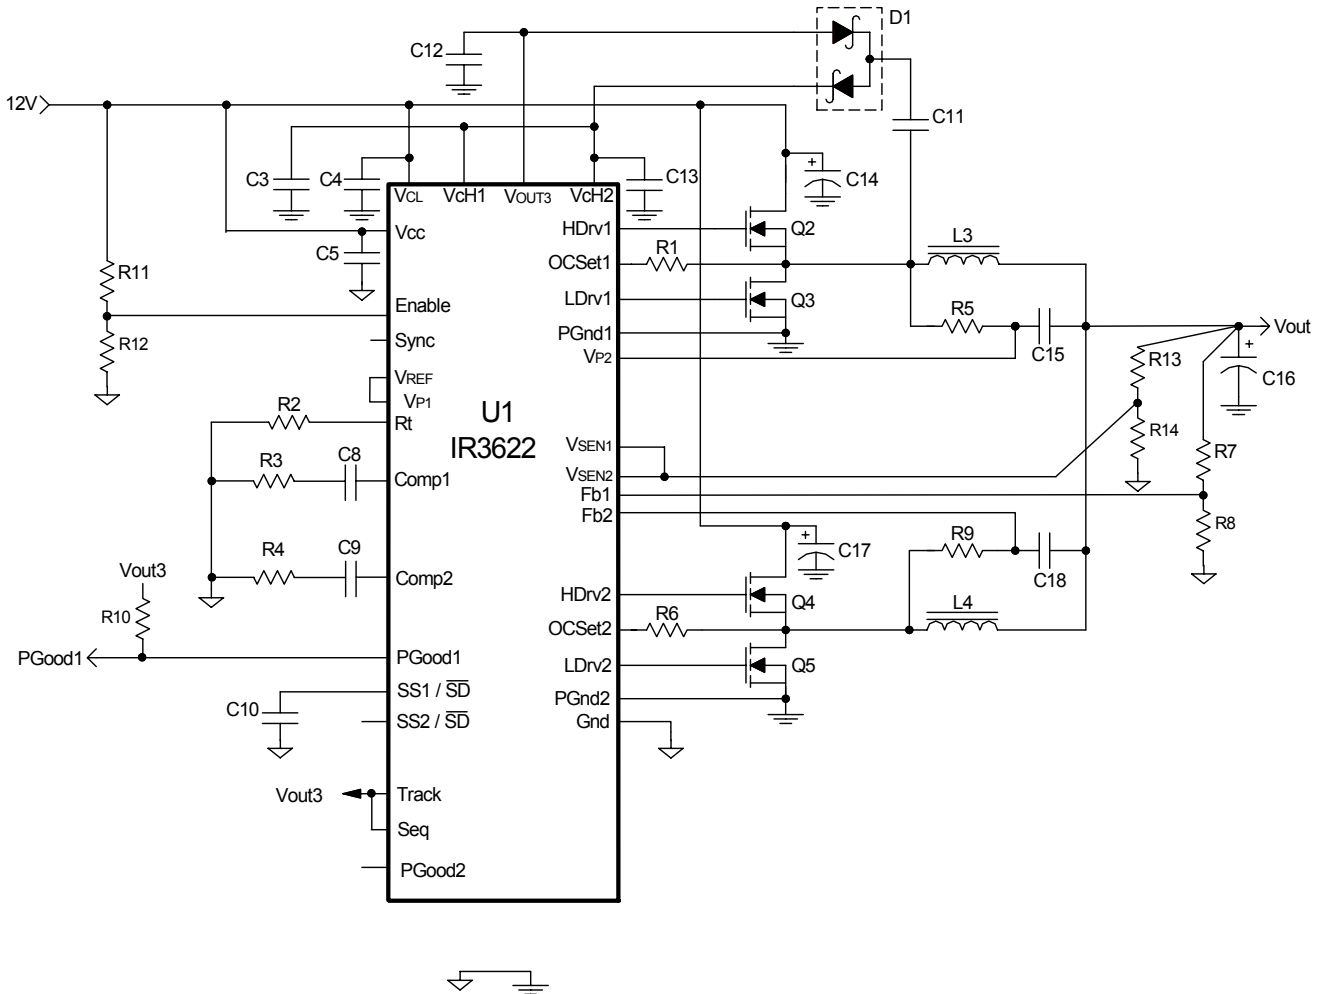 D1
C12
12V
C11
C3
C4
C13
C14
VCL
VcH1
VOUT3
VcH2
HDrv1
Q2
Vcc
C5
R1
L3
OCSet1
R11
LDrv1
Q3
R5
Enable
PGnd1
C15
Vout
R12
Sync
VP2
R13
C16
VREF
VP1
R2
Rt
U1
IR3622
R14
VSEN1
R7
R3
C8
Comp1
VSEN2
Fb1
Fb2
R8
R9
C17
R4
C9
Comp2
C18
Vout3
HDrv2
Q4
R10
R6
L4
OCSet2
PGood1
PGood1
LDrv2
Q5
SS1 / SD
PGnd2
C10
SS2 / SD
Gnd
Vout3
Track
Seq
PGood2
+
+
+